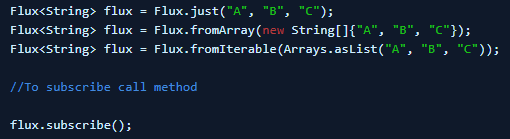 Flux<String> flux = Flux.just("A", "B", "C");
Flux<String> flux = Flux.fromArray(new String[]{"A", "B", "C"});
Flux<String> flux = Flux.fromIterable(Arrays.asList("A", "B", "C"));
//To subscribe call method
flux.subscribe();